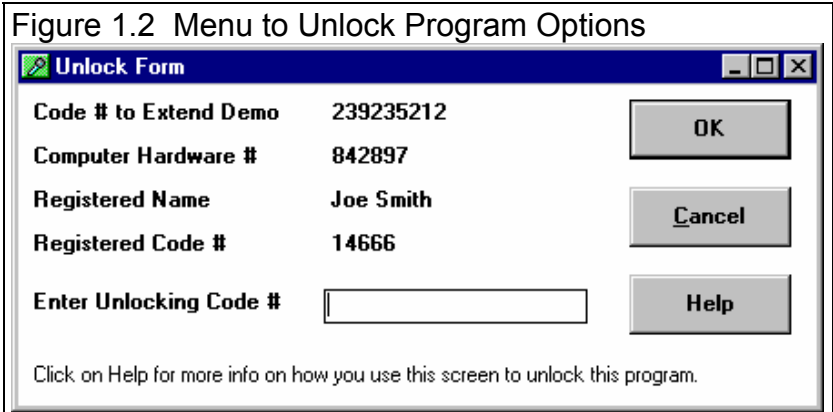 Figure 1.2 Menu to Unlock Program Options
Unlock Form
Code # to Extend Demo 239235212
OK
Computer Hardware # 842897
Registered Name Joe Smith
Cancel
Registered Code # 14666
Enter Unlocking Code #
Help
Click on Help for more info on how you use this screen to unlock this program.